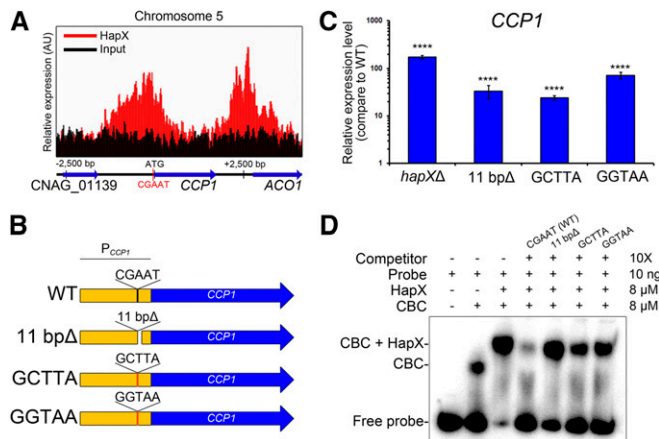 A
Chromosome 5
HapX
Input
Relative expression (AU)
-2,500 bp
ATG
+2,500 bp
CNAG_01139
CGAAT
CCP1
ACO1
B
P_CCP1
CGAAT
WT
CCP1
11 bpΔ
11 bpΔ
CCP1
GCTTA
GCTTA
CCP1
GGTAA
GGTAA
CCP1
C
CCP1
Relative expression level
(compare to WT)
1000
100
10
1
****
****
****
****
hapXΔ
11 bpΔ
GCTTA
GGTAA
D
CGAAT (WT)
11 bpΔ
GCTTA
GGTAA
Competitor - - - + + + + 10X
Probe + + + + + + + 10 ng
HapX - - + + + + + 8 µM
CBC - + + + + + + 8 µM
CBC + HapX-
CBC-
Free probe-